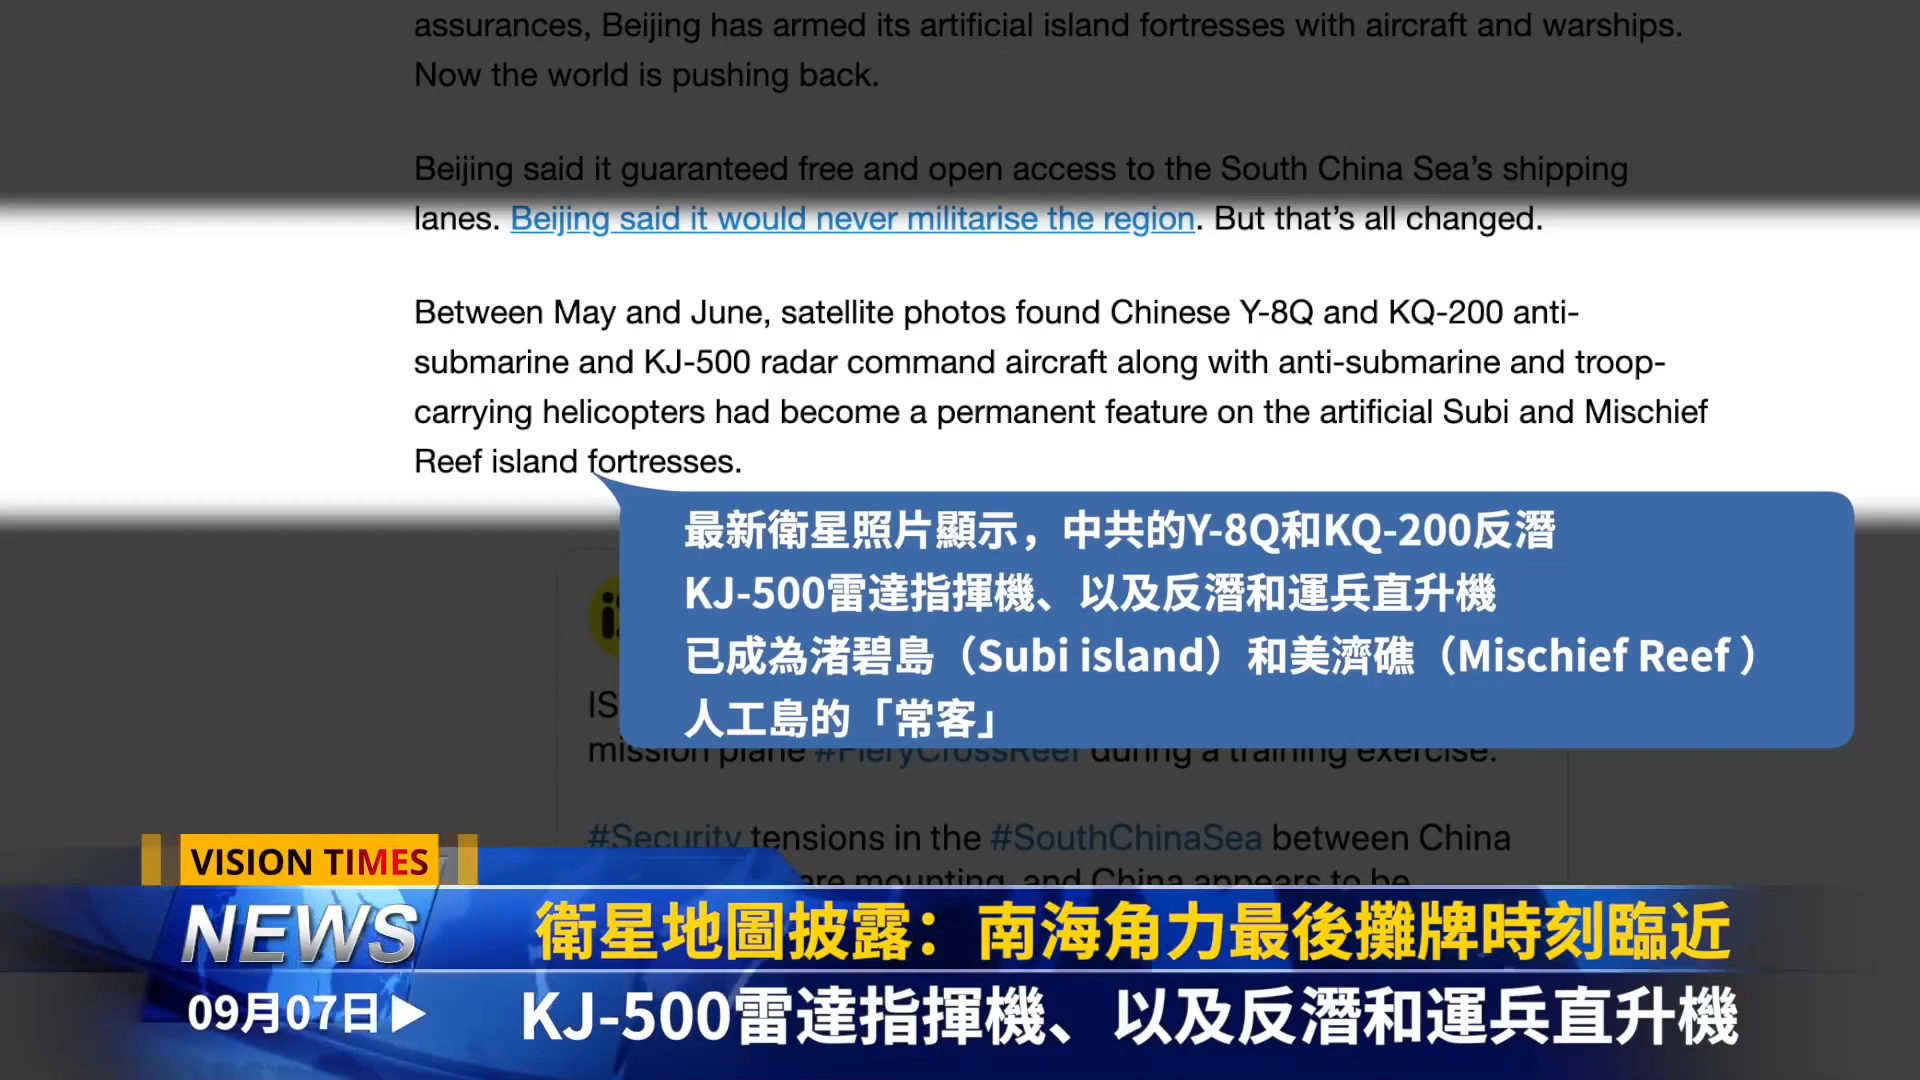 assurances, Beijing has armed its artificial island fortresses with aircraft and warships.
Now the world is pushing back.
Beijing said it guaranteed free and open access to the South China Sea’s shipping
lanes. Beijing said it would never militarise the region. But that’s all changed.
Between May and June, satellite photos found Chinese Y-8Q and KQ-200 anti-
submarine and KJ-500 radar command aircraft along with anti-submarine and troop-
carrying helicopters had become a permanent feature on the artificial Subi and Mischief
Reef island fortresses.
最新衛星照片顯示，中共的Y-8Q和KQ-200反潛
KJ-500雷達指揮機、以及反潛和運兵直升機
已成為渚碧島（Subi island）和美濟礁（Mischief Reef ）
人工島的「常客」
mission plane #FieryCrossReef during a training exercise.
#Security tensions in the #SouthChinaSea between China
are mounting, and China appears to be
VISION TIMES
NEWS
衛星地圖披露：南海角力最後攤牌時刻臨近
09月07日
KJ-500雷達指揮機、以及反潛和運兵直升機